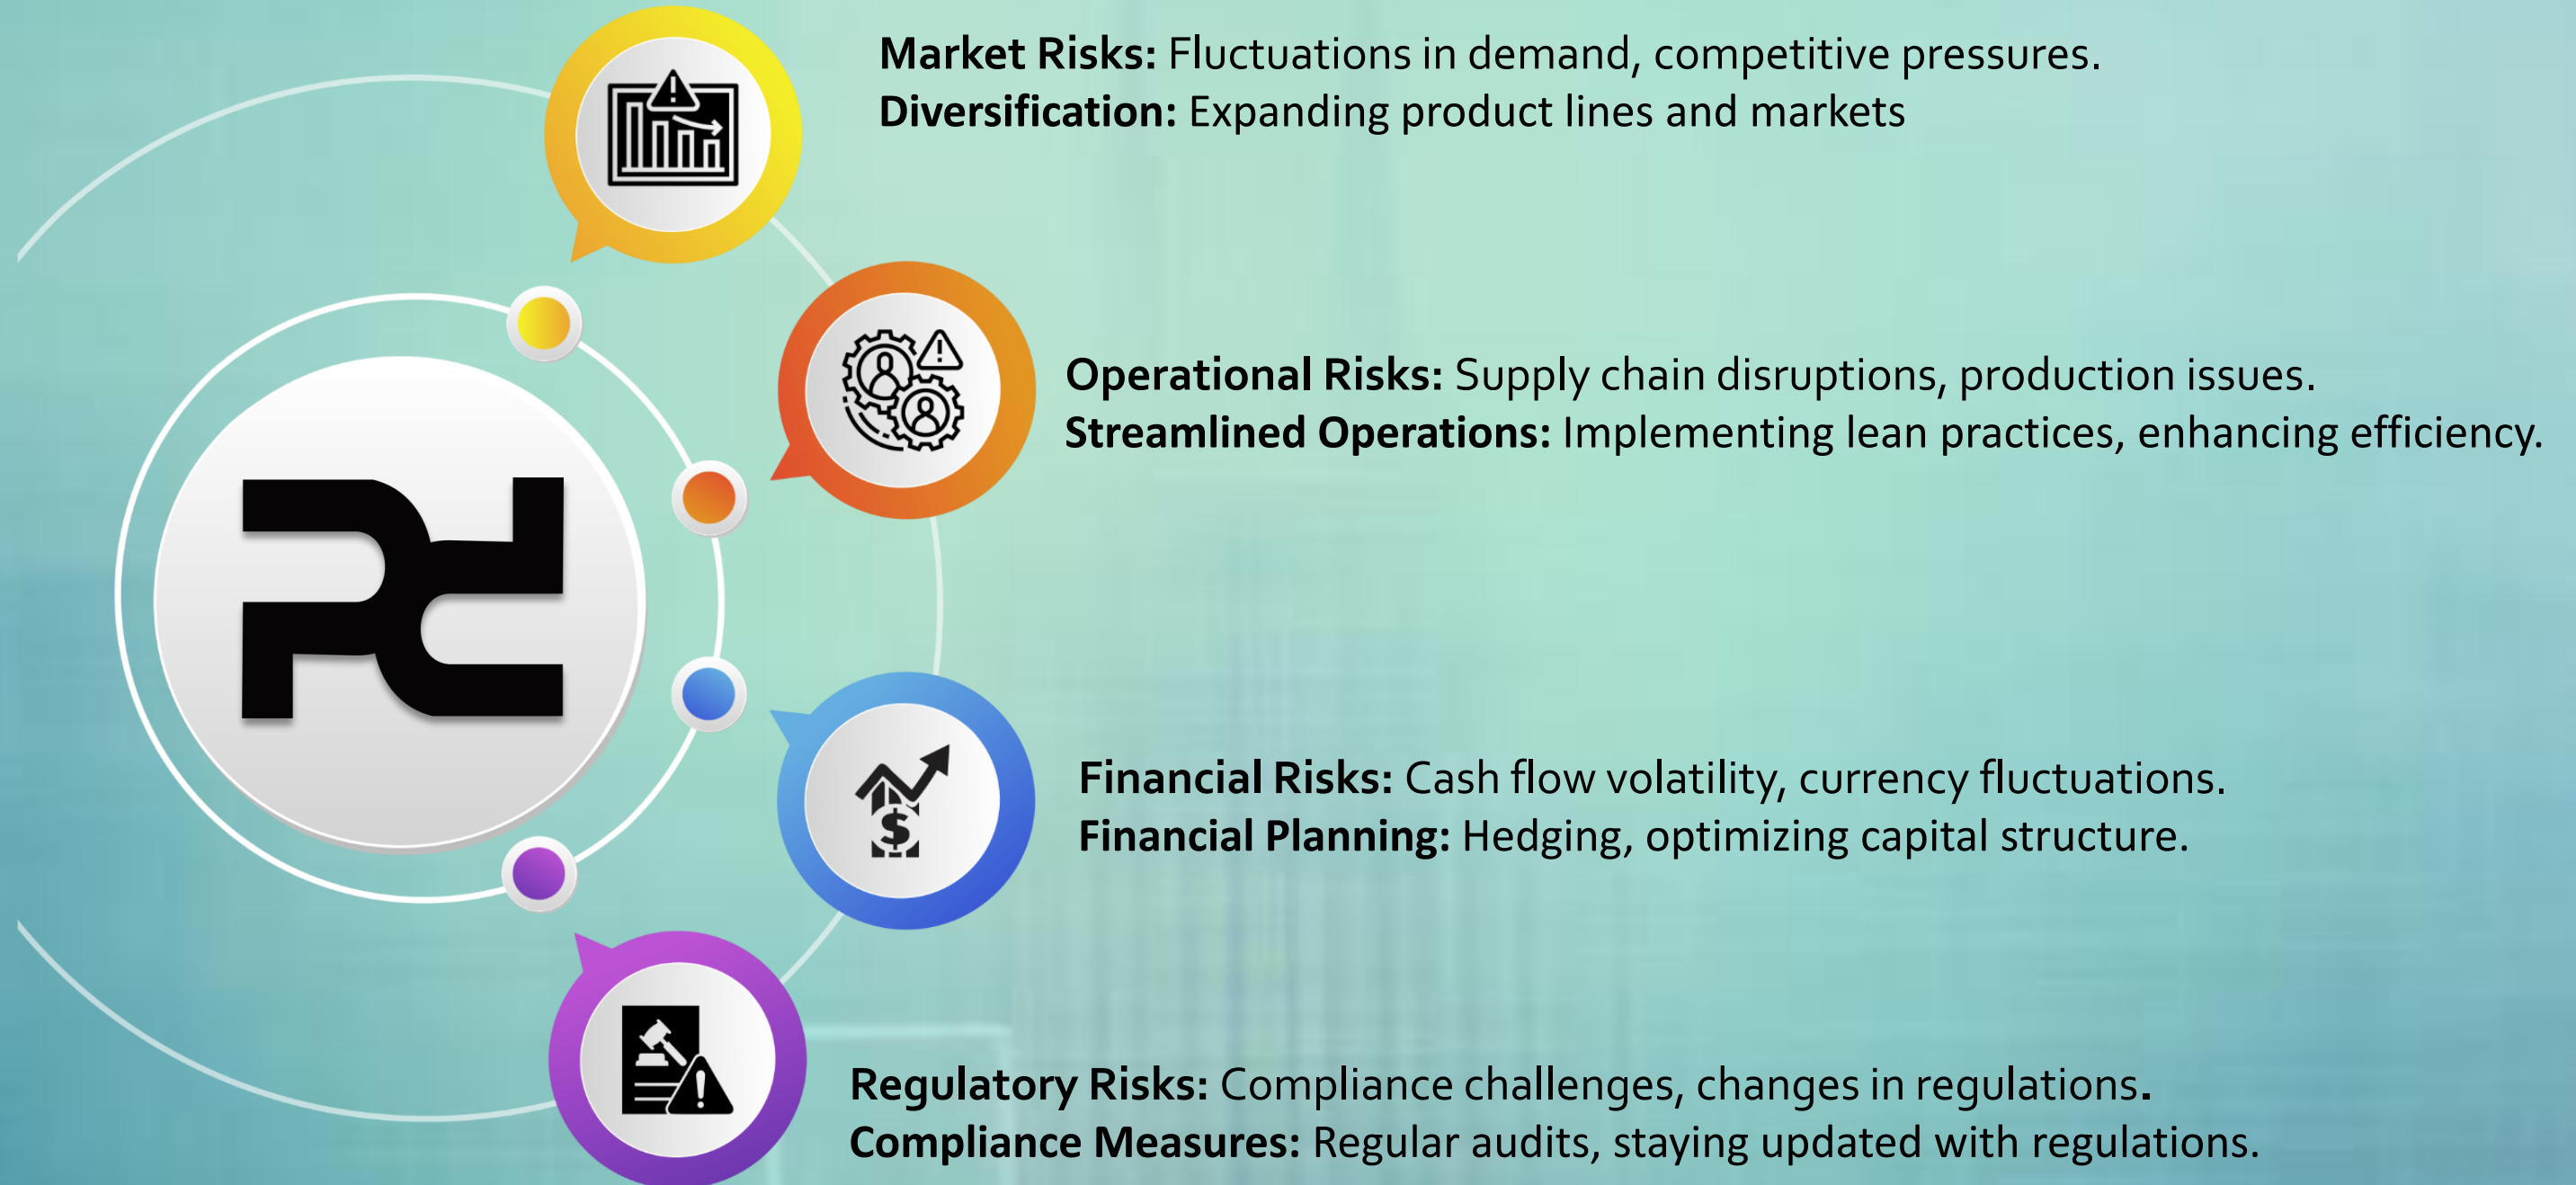 Market Risks: Fluctuations in demand, competitive pressures.
Diversification: Expanding product lines and markets
Operational Risks: Supply chain disruptions, production issues.
Streamlined Operations: Implementing lean practices, enhancing efficiency.
Pd
Financial Risks: Cash flow volatility, currency fluctuations.
Financial Planning: Hedging, optimizing capital structure.
$
Regulatory Risks: Compliance challenges, changes in regulations.
Compliance Measures: Regular audits, staying updated with regulations.